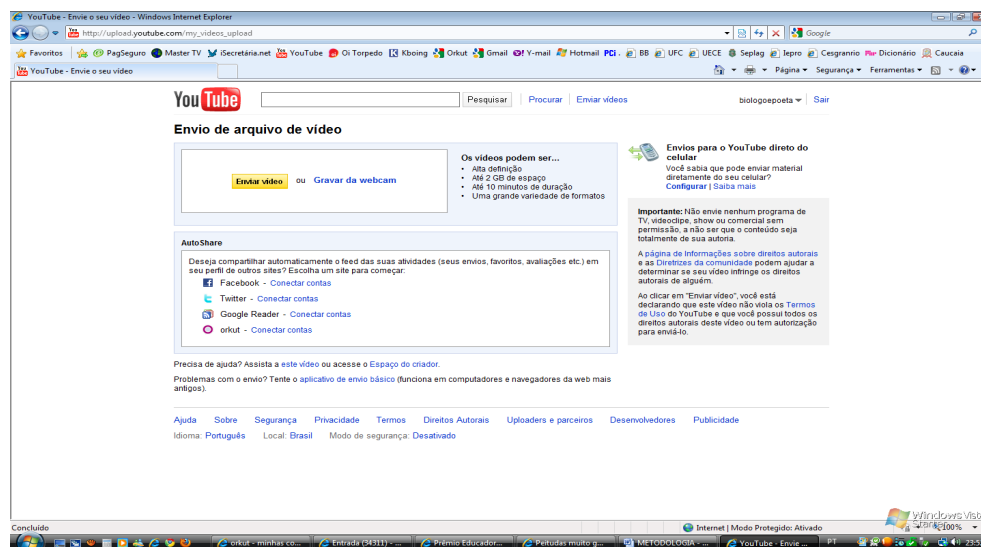 YouTube - Envie o seu vídeo - Windows Internet Explorer
http://upload.youtube.com/my_videos_upload
Google
Favoritos PagSeguro Master TV iSecretária.net YouTube Oi Torpedo Kboing Orkut Gmail Y-mail Hotmail PCi . BB UFC UECE Seplag Iepro Cesgranrio Dicionário Caucaia
YouTube - Envie o seu vídeo
Página Segurança Ferramentas
You Tube
Pesquisar Procurar Enviar vídeos biologoepoeta Sair
Envio de arquivo de vídeo
Enviar vídeo ou Gravar da webcam
Os vídeos podem ser...
• Alta definição
• Até 2 GB de espaço
• Até 10 minutos de duração
• Uma grande variedade de formatos
AutoShare
Deseja compartilhar automaticamente o feed das suas atividades (seus envios, favoritos, avaliações etc.) em
seu perfil de outros sites? Escolha um site para começar:
Facebook - Conectar contas
Twitter - Conectar contas
Google Reader - Conectar contas
orkut - Conectar contas
Precisa de ajuda? Assista a este vídeo ou acesse o Espaço do criador.
Problemas com o envio? Tente o aplicativo de envio básico (funciona em computadores e navegadores da web mais
antigos).
Envios para o YouTube direto do
celular
Você sabia que pode enviar material
diretamente do seu celular?
Configurar | Saiba mais
Importante: Não envie nenhum programa de
TV, videoclipe, show ou comercial sem
permissão, a não ser que o conteúdo seja
totalmente de sua autoria.
A página de Informações sobre direitos autorais
e as Diretrizes da comunidade podem ajudar a
determinar se seu vídeo infringe os direitos
autorais de alguém.
Ao clicar em "Enviar vídeo", você está
declarando que este vídeo não viola os Termos
de Uso do YouTube e que você possui todos os
direitos autorais deste vídeo ou tem autorização
para enviá-lo.
Ajuda Sobre Segurança Privacidade Termos Direitos Autorais Uploaders e parceiros Desenvolvedores Publicidade
Idioma: Português Local: Brasil Modo de segurança: Desativado
Windows Vista
Concluído Internet | Modo Protegido: Ativado 100%
orkut - minhas co... Entrada (34311) - ... Prêmio Educador... Peitudas muito g... METODOLOGIA - ... YouTube - Envie ... PT